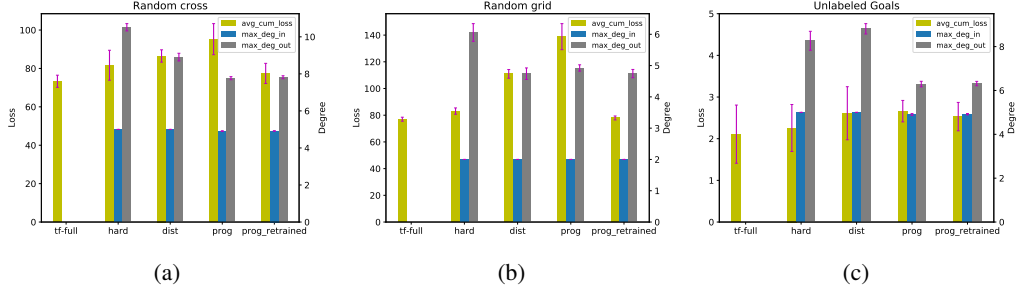 Random cross
100
80
60
40
20
0
Loss
10
8
6
4
2
0
Degree
avg_cum_loss
max_deg_in
max_deg_out
tf-full hard dist prog prog_retrained
(a)
Random grid
140
120
100
80
60
40
20
0
Loss
6
5
4
3
2
1
0
Degree
avg_cum_loss
max_deg_in
max_deg_out
tf-full hard dist prog prog_retrained
(b)
Unlabeled Goals
5
4
3
2
1
0
Loss
8
6
4
2
0
Degree
avg_cum_loss
max_deg_in
max_deg_out
tf-full hard dist prog prog_retrained
(c)